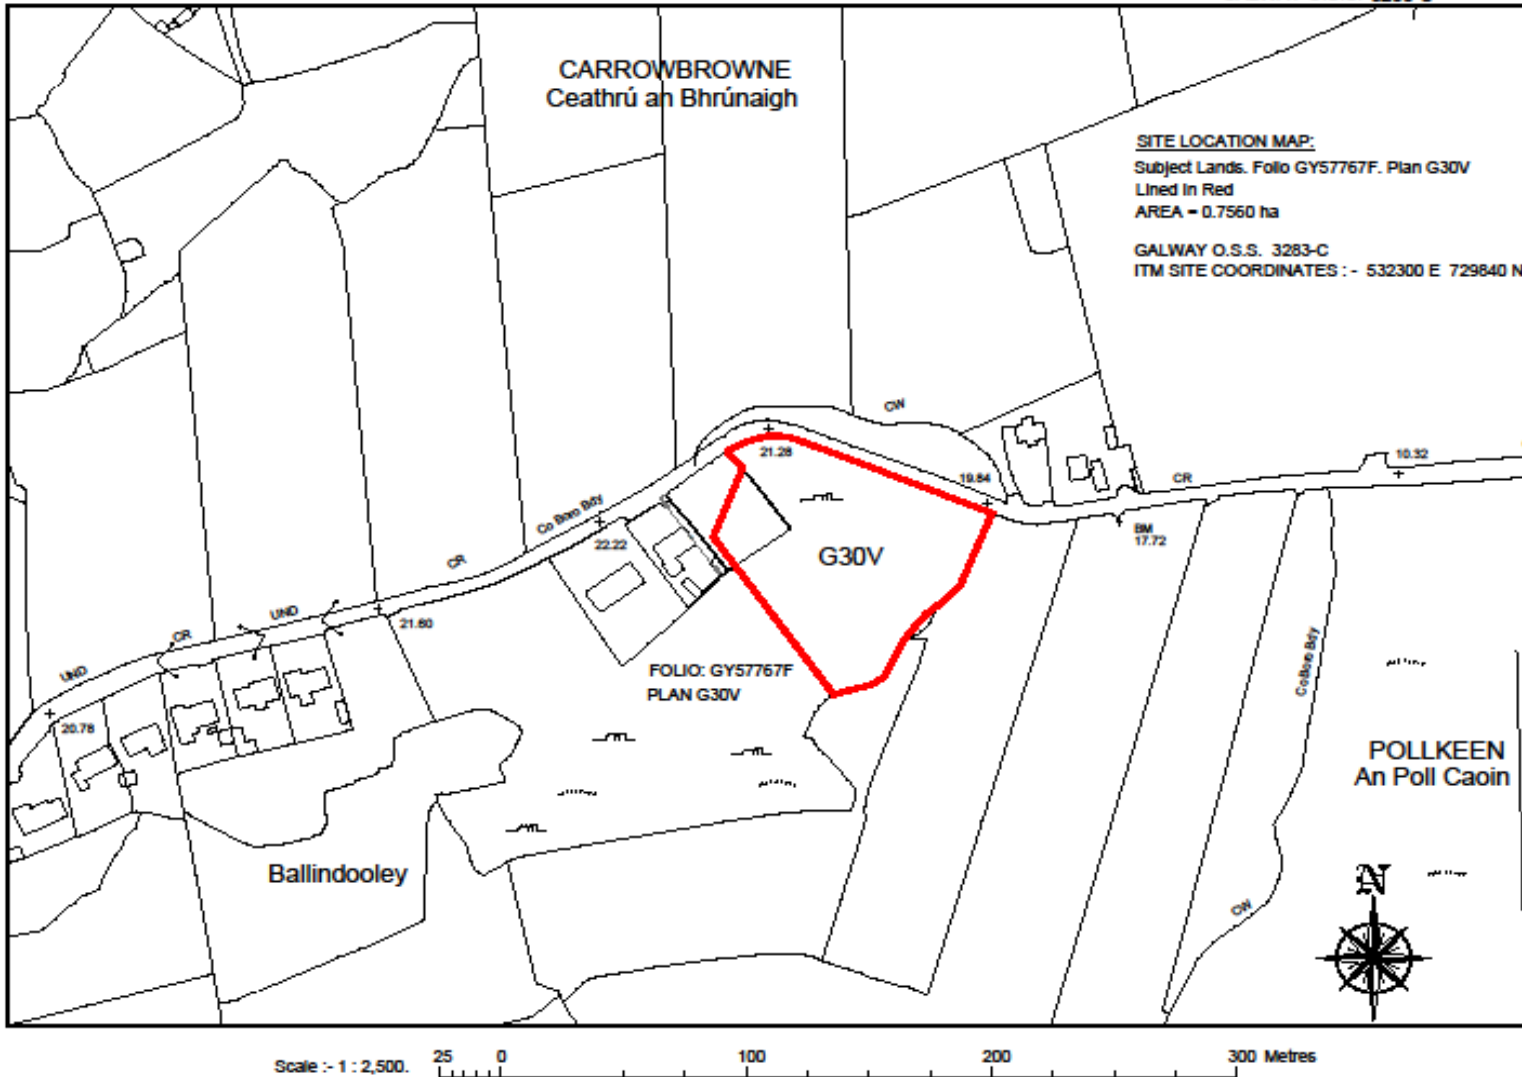 CARROWBROWNE
Ceathrú an Bhrúnaigh
SITE LOCATION MAP:
Subject Lands. Folio GY57767F. Plan G30V
Lined in Red
AREA = 0.7560 ha
GALWAY O.S.S. 3283-C
ITM SITE COORDINATES : - 532300 E 729840 N
CW
21.28
19.84
CR
10.32
BM
17.72
Co Boro Bdy
22.22
G30V
CR
UND
21.60
CR
UND
20.78
FOLIO: GY57767F
PLAN G30V
CoBoro Bdy
POLLKEEN
An Poll Caoin
Ballindooley
CW
N
Scale :- 1 : 2,500.
25 0 100 200 300 Metres